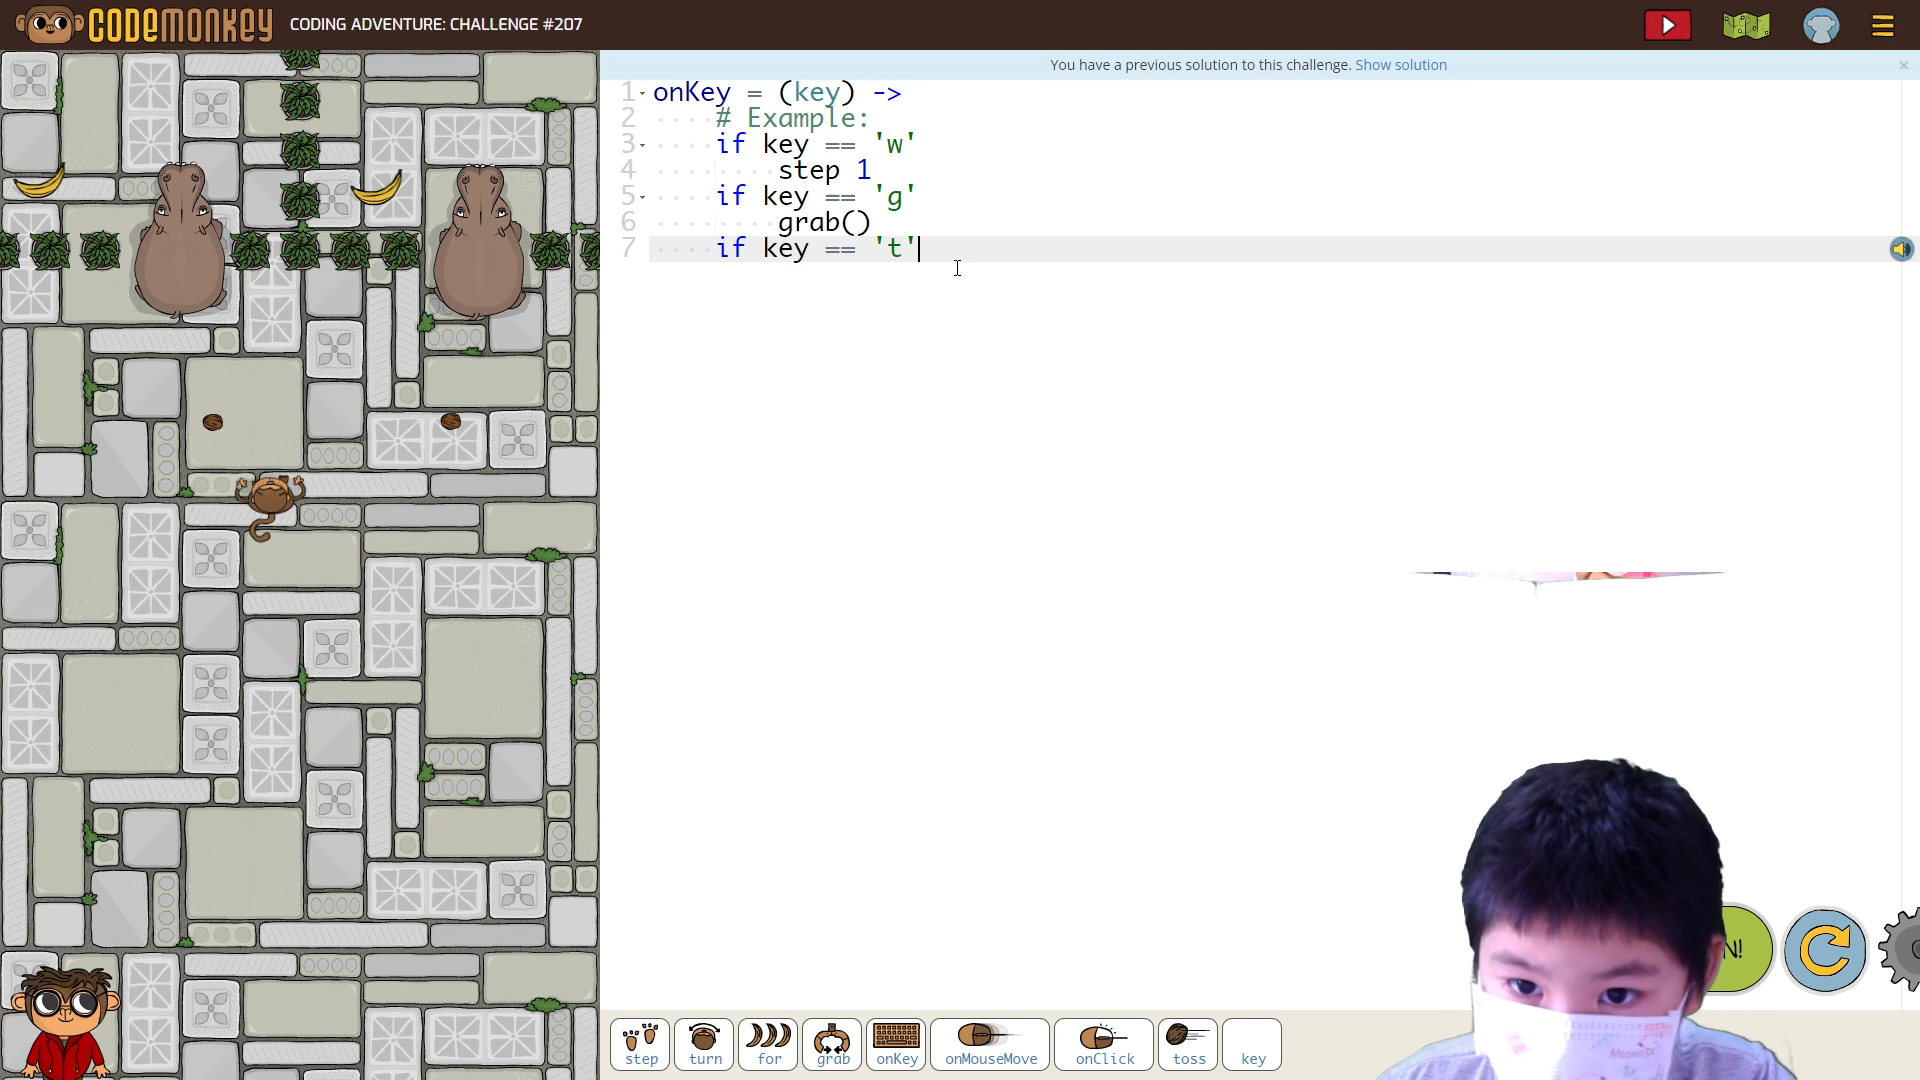 CODEMONKEY
CODING ADVENTURE: CHALLENGE #207
You have a previous solution to this challenge. Show solution
1 onKey = (key) ->
2 # Example:
3 if key == 'w'
4 step 1
5 if key == 'g'
6 grab()
7 if key == 't'
N!
step
turn
for
grab
onKey
onMouseMove
onClick
toss
key